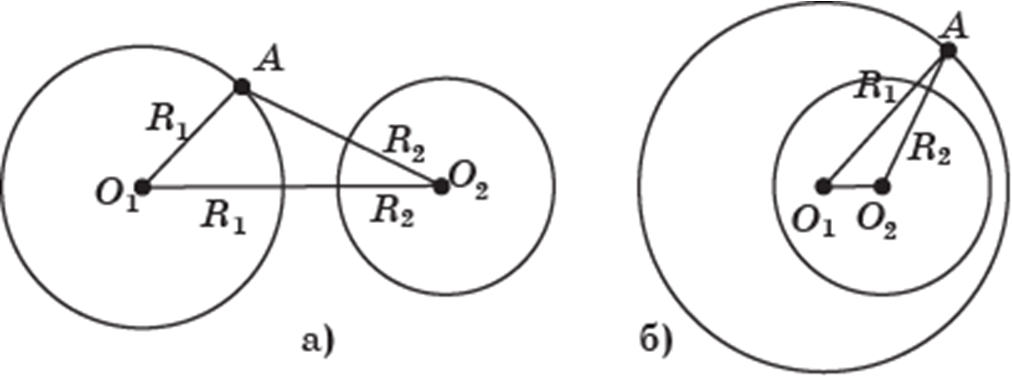 A
R₁
R₂
O₁
O₂
R₁
R₂
а)
A
R₁
R₂
O₁
O₂
б)